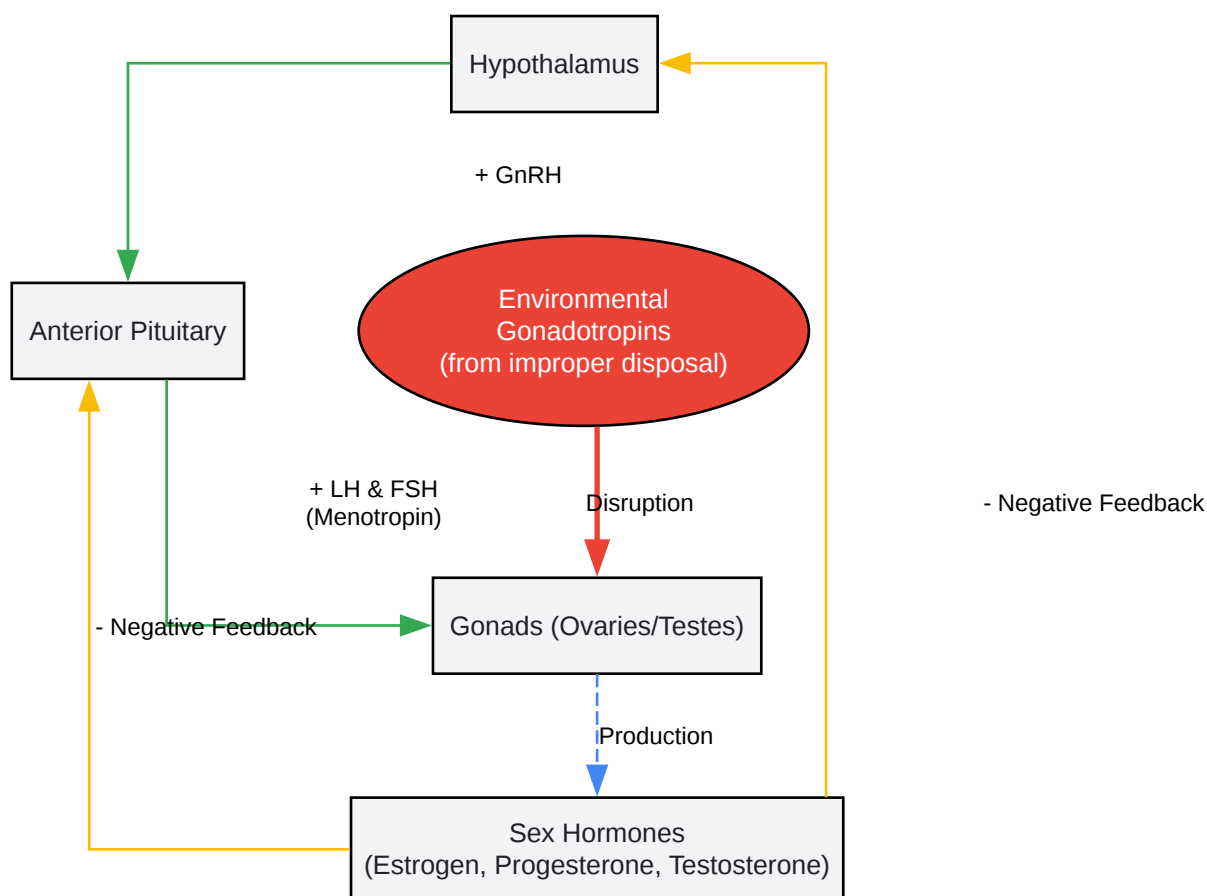 Hypothalamus
+ GnRH
Environmental
Gonadotropins
(from improper disposal)
Anterior Pituitary
+ LH & FSH
(Menotropin)
Disruption
- Negative Feedback
Gonads (Ovaries/Testes)
- Negative Feedback
Production
Sex Hormones
(Estrogen, Progesterone, Testosterone)